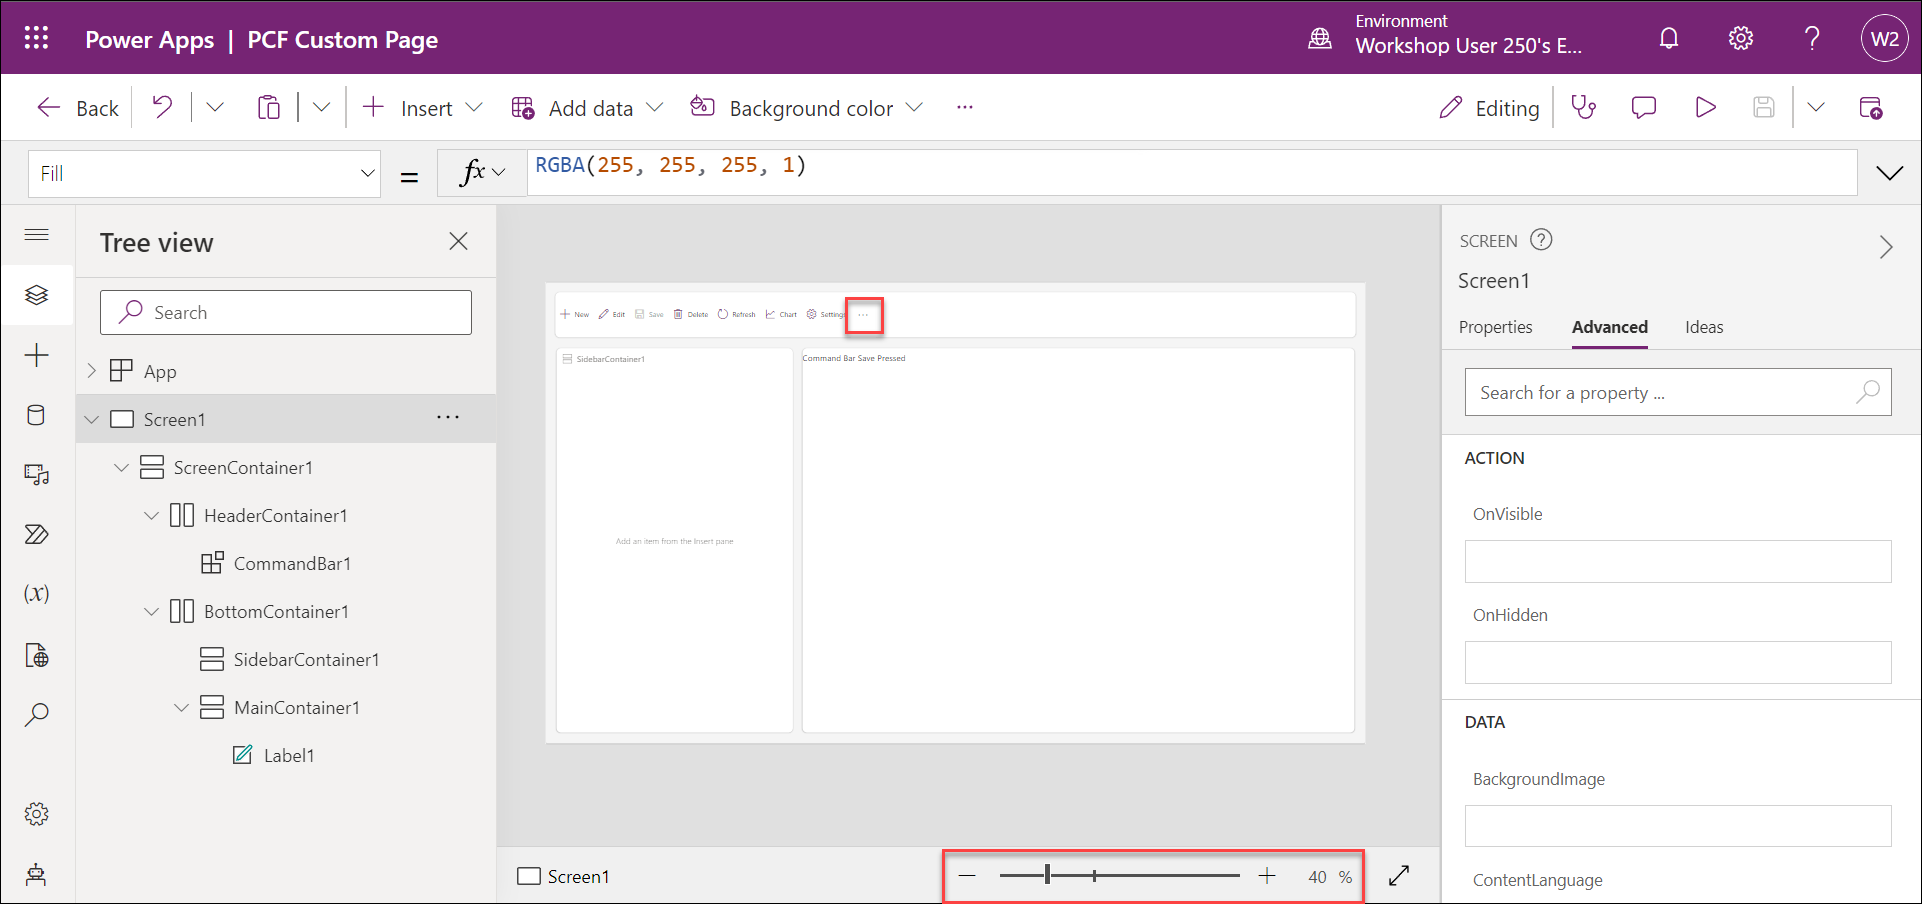 Power Apps | PCF Custom Page
Environment
Workshop User 250's E...
W2
Back
Insert
Add data
Background color
...
Editing
Fill
=
fx
RGBA(255, 255, 255, 1)
Tree view
Search
App
Screen1
...
ScreenContainer1
HeaderContainer1
CommandBar1
BottomContainer1
SidebarContainer1
MainContainer1
Label1
(x)
New
Edit
Save
Delete
Refresh
Chart
Settings
...
SidebarContainer1
Command Bar Save Pressed
Add an item from the Insert pane
Screen1
40 %
SCREEN
Screen1
Properties
Advanced
Ideas
Search for a property ...
ACTION
OnVisible
OnHidden
DATA
BackgroundImage
ContentLanguage